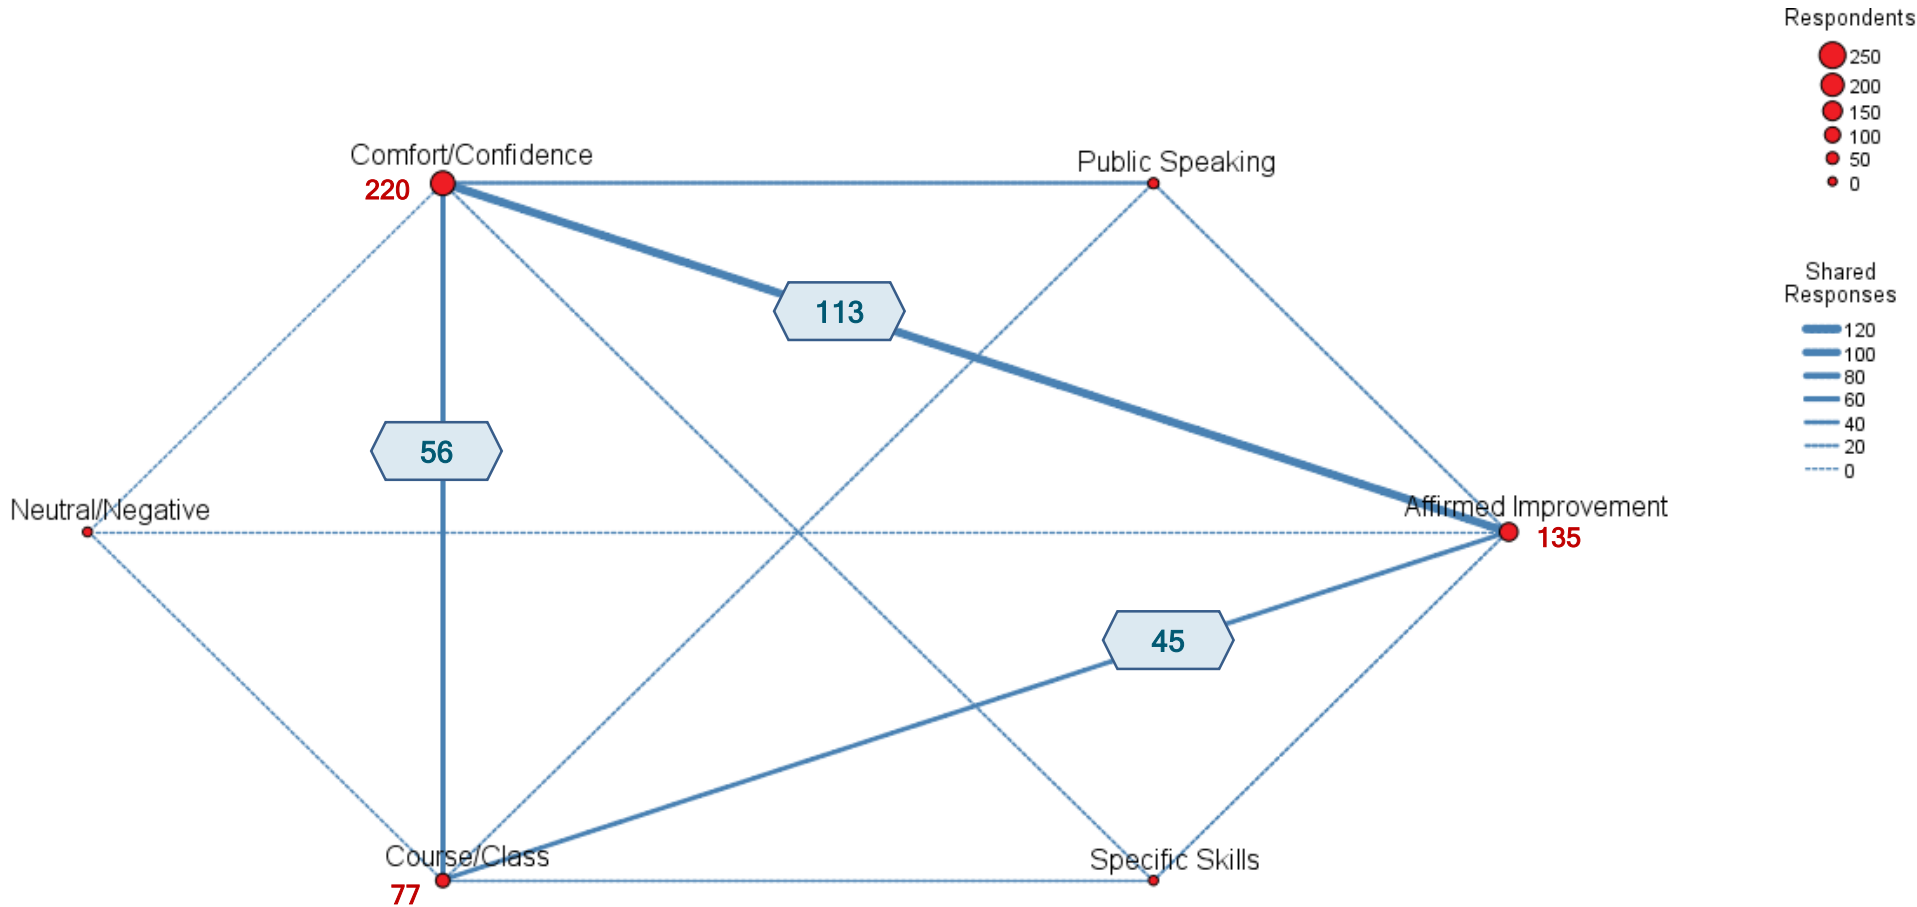 Respondents
250
200
150
100
50
0
Comfort/Confidence
220
Public Speaking
113
Shared
Responses
120
100
80
60
40
20
0
56
Neutral/Negative
Affirmed Improvement
135
45
Course/Class
77
Specific Skills